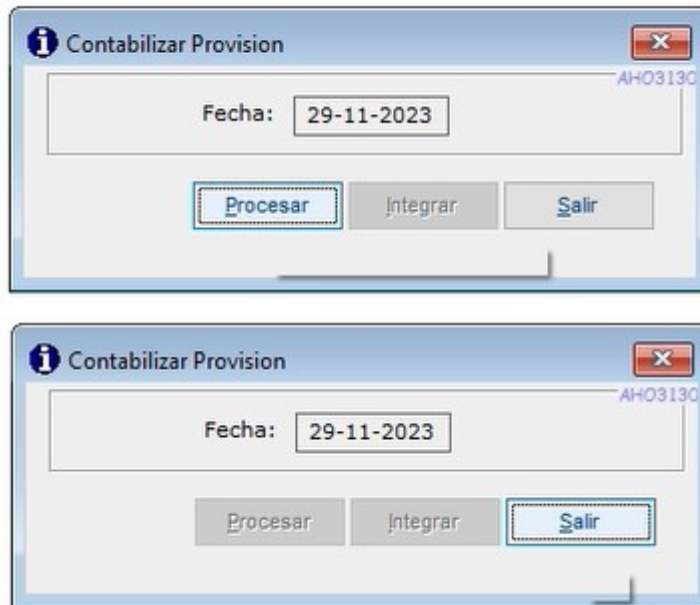 Contabilizar Provision
AHO3130
Fecha: 29-11-2023
Procesar Integrar Salir
Contabilizar Provision
AHO3130
Fecha: 29-11-2023
Procesar Integrar Salir